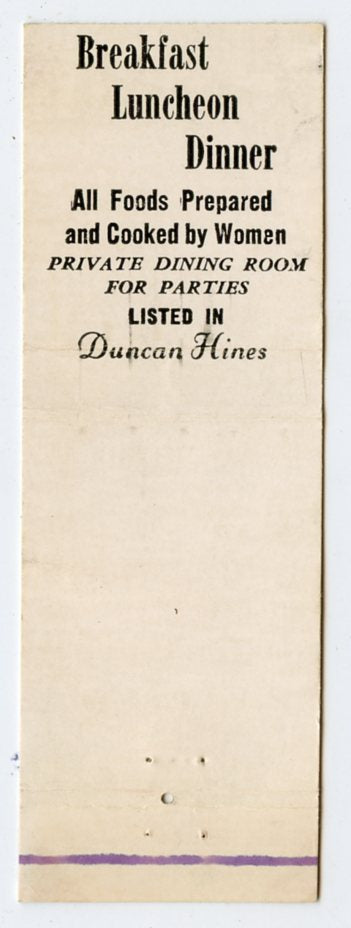 Breakfast
Luncheon
Dinner
All Foods Prepared
and Cooked by Women
PRIVATE DINING ROOM
FOR PARTIES
LISTED IN
Duncan Hines